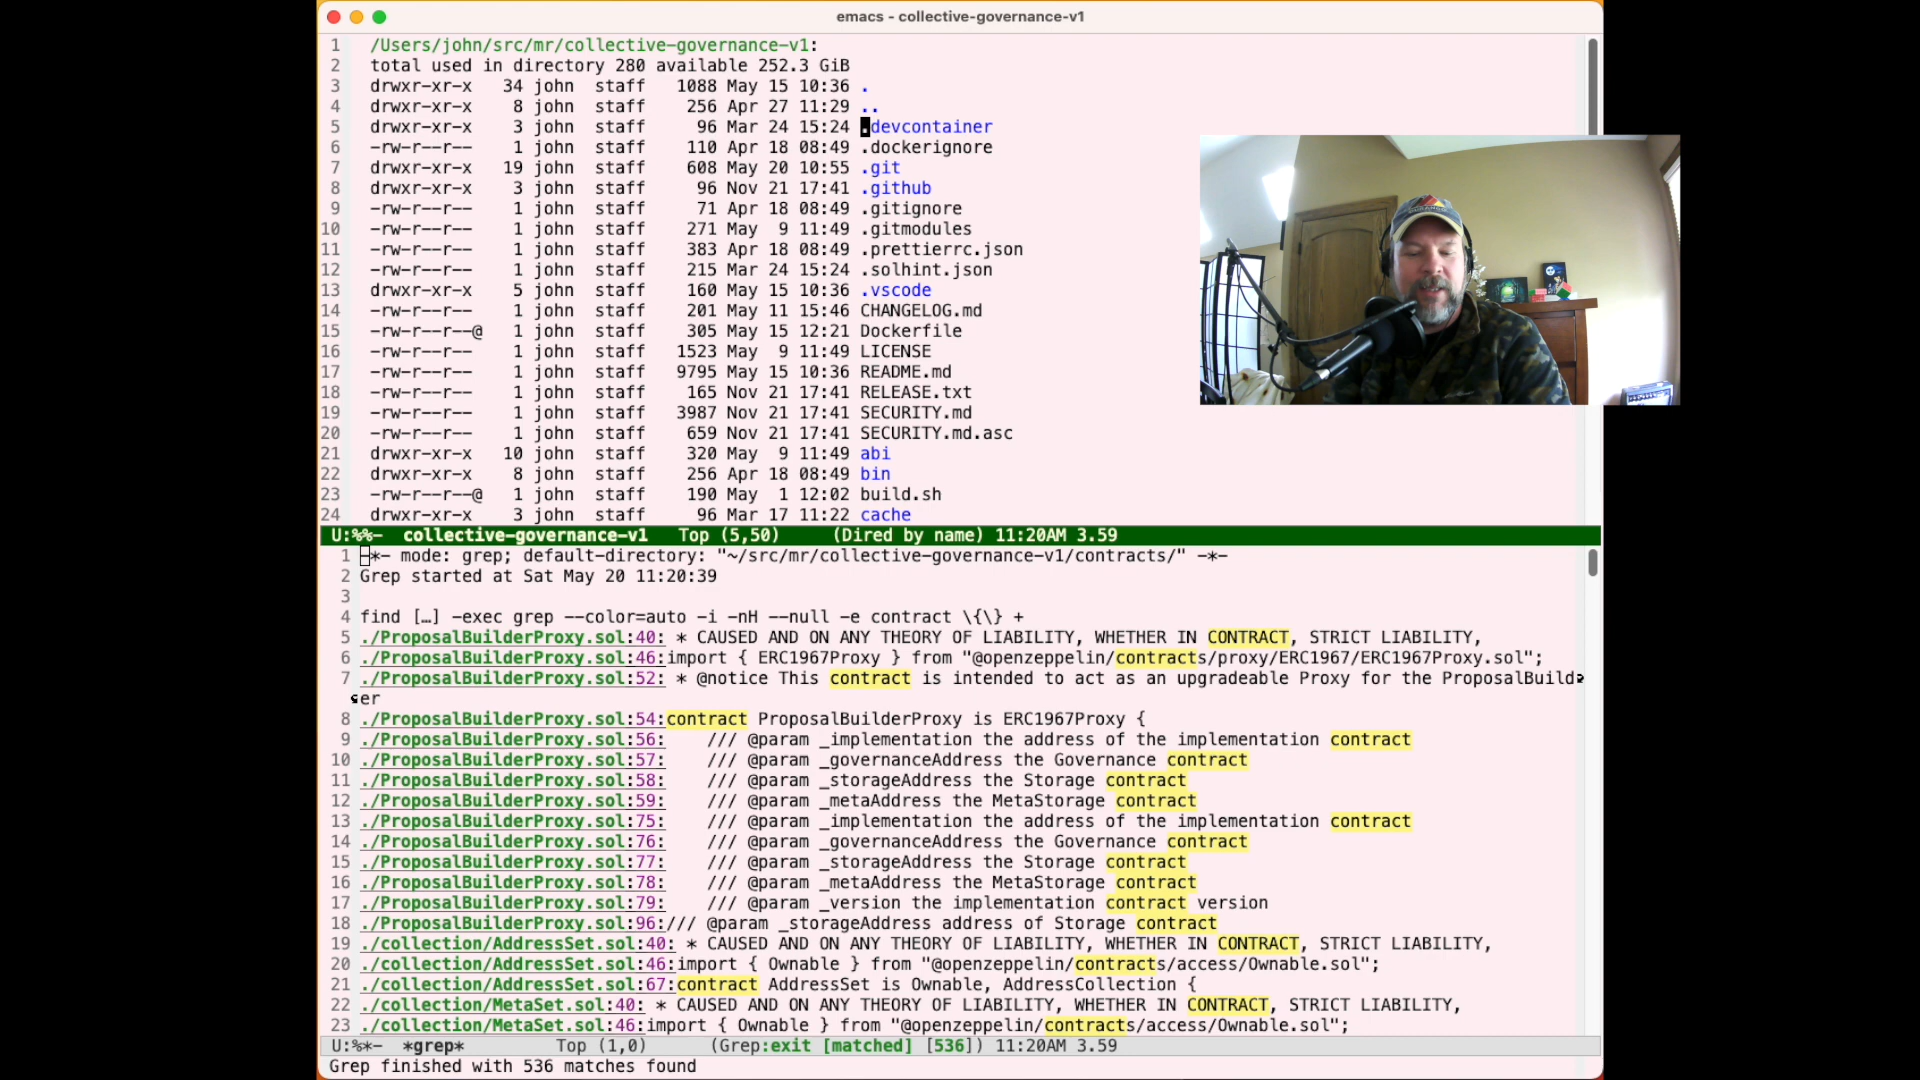 emacs - collective-governance-v1
1 /Users/john/src/mr/collective-governance-v1:
2 total used in directory 280 available 252.3 GiB
3 drwxr-xr-x 34 john staff 1088 May 15 10:36 .
4 drwxr-xr-x 8 john staff 256 Apr 27 11:29 ..
5 drwxr-xr-x 3 john staff 96 Mar 24 15:24 .devcontainer
6 -rw-r--r-- 1 john staff 110 Apr 18 08:49 .dockerignore
7 drwxr-xr-x 19 john staff 608 May 20 10:55 .git
8 drwxr-xr-x 3 john staff 96 Nov 21 17:41 .github
9 -rw-r--r-- 1 john staff 71 Apr 18 08:49 .gitignore
10 -rw-r--r-- 1 john staff 271 May 9 11:49 .gitmodules
11 -rw-r--r-- 1 john staff 383 Apr 18 08:49 .prettierrc.json
12 -rw-r--r-- 1 john staff 215 Mar 24 15:24 .solhint.json
13 drwxr-xr-x 5 john staff 160 May 15 10:36 .vscode
14 -rw-r--r-- 1 john staff 201 May 11 15:46 CHANGELOG.md
15 -rw-r--r--@ 1 john staff 305 May 15 12:21 Dockerfile
16 -rw-r--r-- 1 john staff 1523 May 9 11:49 LICENSE
17 -rw-r--r-- 1 john staff 9795 May 15 10:36 README.md
18 -rw-r--r-- 1 john staff 165 Nov 21 17:41 RELEASE.txt
19 -rw-r--r-- 1 john staff 3987 Nov 21 17:41 SECURITY.md
20 -rw-r--r-- 1 john staff 659 Nov 21 17:41 SECURITY.md.asc
21 drwxr-xr-x 10 john staff 320 May 9 11:49 abi
22 drwxr-xr-x 8 john staff 256 Apr 18 08:49 bin
23 -rw-r--r--@ 1 john staff 190 May 1 12:02 build.sh
24 drwxr-xr-x 3 john staff 96 Mar 17 11:22 cache
U:%%- collective-governance-v1 Top (5,50) (Dired by name) 11:20AM 3.59
1 -*- mode: grep; default-directory: "~/src/mr/collective-governance-v1/contracts/" -*-
2 Grep started at Sat May 20 11:20:39
3
4 find […] -exec grep --color=auto -i -nH --null -e contract \{\} +
5 ./ProposalBuilderProxy.sol:40: * CAUSED AND ON ANY THEORY OF LIABILITY, WHETHER IN CONTRACT, STRICT LIABILITY,
6 ./ProposalBuilderProxy.sol:46:import { ERC1967Proxy } from "@openzeppelin/contracts/proxy/ERC1967/ERC1967Proxy.sol";
7 ./ProposalBuilderProxy.sol:52: * @notice This contract is intended to act as an upgradeable Proxy for the ProposalBuild
er
8 ./ProposalBuilderProxy.sol:54:contract ProposalBuilderProxy is ERC1967Proxy {
9 ./ProposalBuilderProxy.sol:56: /// @param _implementation the address of the implementation contract
10 ./ProposalBuilderProxy.sol:57: /// @param _governanceAddress the Governance contract
11 ./ProposalBuilderProxy.sol:58: /// @param _storageAddress the Storage contract
12 ./ProposalBuilderProxy.sol:59: /// @param _metaAddress the MetaStorage contract
13 ./ProposalBuilderProxy.sol:75: /// @param _implementation the address of the implementation contract
14 ./ProposalBuilderProxy.sol:76: /// @param _governanceAddress the Governance contract
15 ./ProposalBuilderProxy.sol:77: /// @param _storageAddress the Storage contract
16 ./ProposalBuilderProxy.sol:78: /// @param _metaAddress the MetaStorage contract
17 ./ProposalBuilderProxy.sol:79: /// @param _version the implementation contract version
18 ./ProposalBuilderProxy.sol:96:/// @param _storageAddress address of Storage contract
19 ./collection/AddressSet.sol:40: * CAUSED AND ON ANY THEORY OF LIABILITY, WHETHER IN CONTRACT, STRICT LIABILITY,
20 ./collection/AddressSet.sol:46:import { Ownable } from "@openzeppelin/contracts/access/Ownable.sol";
21 ./collection/AddressSet.sol:67:contract AddressSet is Ownable, AddressCollection {
22 ./collection/MetaSet.sol:40: * CAUSED AND ON ANY THEORY OF LIABILITY, WHETHER IN CONTRACT, STRICT LIABILITY,
23 ./collection/MetaSet.sol:46:import { Ownable } from "@openzeppelin/contracts/access/Ownable.sol";
U:%*- *grep* Top (1,0) (Grep:exit [matched] [536]) 11:20AM 3.59
Grep finished with 536 matches found